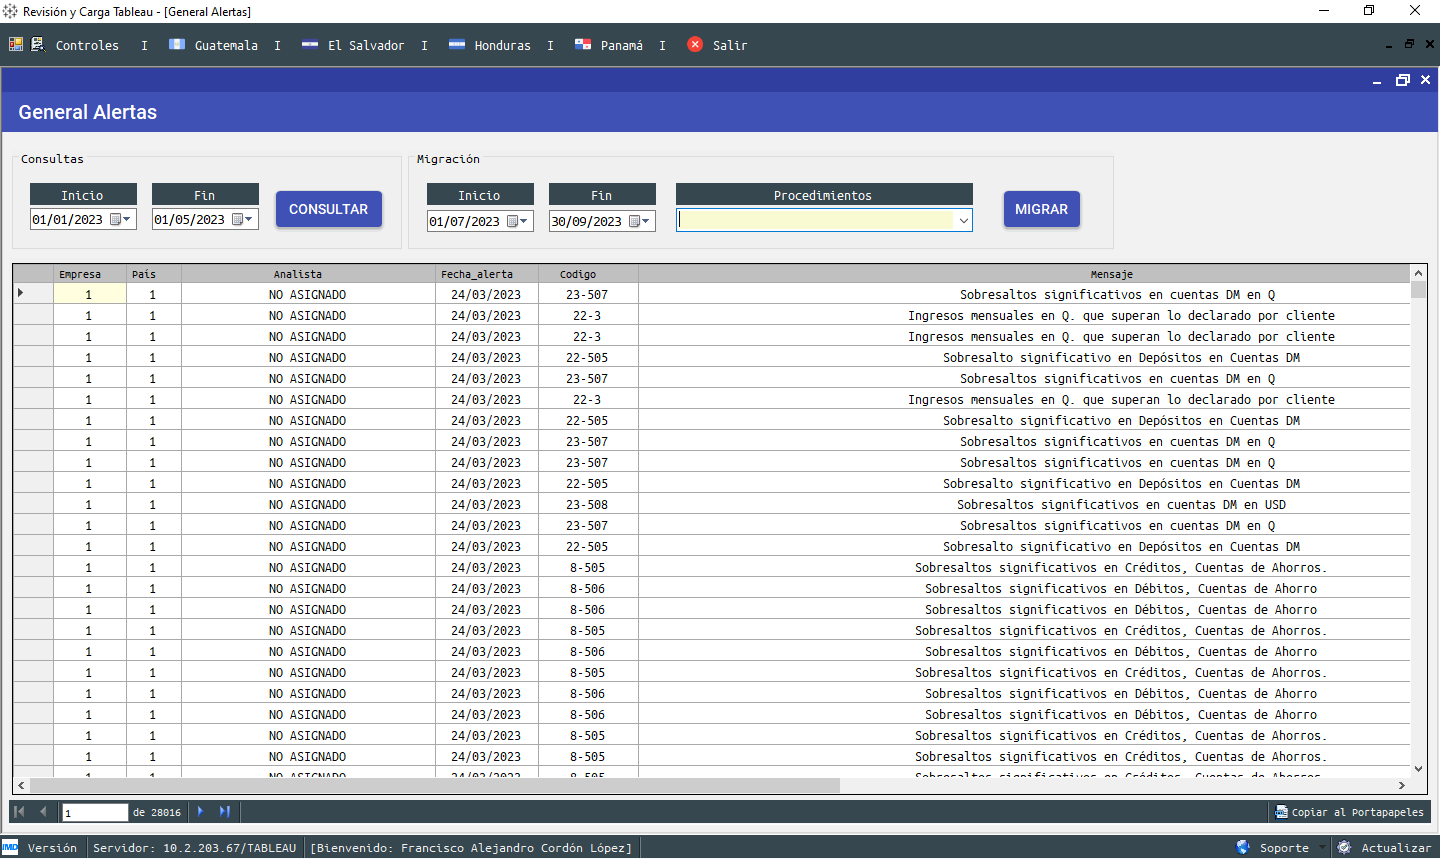 Revisión y Carga Tableau - [General Alertas]
Controles I Guatemala I El Salvador I Honduras I Panamá I Salir
General Alertas
Consultas
Inicio Fin
01/01/2023 01/05/2023 CONSULTAR
Migración
Inicio Fin Procedimientos
01/07/2023 30/09/2023 MIGRAR
Empresa País Analista Fecha_alerta Codigo Mensaje
1 1 NO ASIGNADO 24/03/2023 23-507 Sobresaltos significativos en cuentas DM en Q
1 1 NO ASIGNADO 24/03/2023 22-3 Ingresos mensuales en Q. que superan lo declarado por cliente
1 1 NO ASIGNADO 24/03/2023 22-3 Ingresos mensuales en Q. que superan lo declarado por cliente
1 1 NO ASIGNADO 24/03/2023 22-505 Sobresalto significativo en Depósitos en Cuentas DM
1 1 NO ASIGNADO 24/03/2023 23-507 Sobresaltos significativos en cuentas DM en Q
1 1 NO ASIGNADO 24/03/2023 22-3 Ingresos mensuales en Q. que superan lo declarado por cliente
1 1 NO ASIGNADO 24/03/2023 22-505 Sobresalto significativo en Depósitos en Cuentas DM
1 1 NO ASIGNADO 24/03/2023 23-507 Sobresaltos significativos en cuentas DM en Q
1 1 NO ASIGNADO 24/03/2023 23-507 Sobresaltos significativos en cuentas DM en Q
1 1 NO ASIGNADO 24/03/2023 22-505 Sobresalto significativo en Depósitos en Cuentas DM
1 1 NO ASIGNADO 24/03/2023 23-508 Sobresaltos significativos en cuentas DM en USD
1 1 NO ASIGNADO 24/03/2023 23-507 Sobresaltos significativos en cuentas DM en Q
1 1 NO ASIGNADO 24/03/2023 22-505 Sobresalto significativo en Depósitos en Cuentas DM
1 1 NO ASIGNADO 24/03/2023 8-505 Sobresaltos significativos en Créditos, Cuentas de Ahorros.
1 1 NO ASIGNADO 24/03/2023 8-506 Sobresaltos significativos en Débitos, Cuentas de Ahorro
1 1 NO ASIGNADO 24/03/2023 8-506 Sobresaltos significativos en Débitos, Cuentas de Ahorro
1 1 NO ASIGNADO 24/03/2023 8-505 Sobresaltos significativos en Créditos, Cuentas de Ahorros.
1 1 NO ASIGNADO 24/03/2023 8-506 Sobresaltos significativos en Débitos, Cuentas de Ahorro
1 1 NO ASIGNADO 24/03/2023 8-505 Sobresaltos significativos en Créditos, Cuentas de Ahorros.
1 1 NO ASIGNADO 24/03/2023 8-506 Sobresaltos significativos en Débitos, Cuentas de Ahorro
1 1 NO ASIGNADO 24/03/2023 8-506 Sobresaltos significativos en Débitos, Cuentas de Ahorro
1 1 NO ASIGNADO 24/03/2023 8-505 Sobresaltos significativos en Créditos, Cuentas de Ahorros.
1 1 NO ASIGNADO 24/03/2023 8-505 Sobresaltos significativos en Créditos, Cuentas de Ahorros.
1 1 NO ASIGNADO 24/03/2023 8-505 Sobresaltos significativos en Créditos, Cuentas de Ahorros.
1 de 28016 Copiar al Portapapeles
Versión Servidor: 10.2.203.67/TABLEAU [Bienvenido: Francisco Alejandro Cordón López] Soporte Actualizar